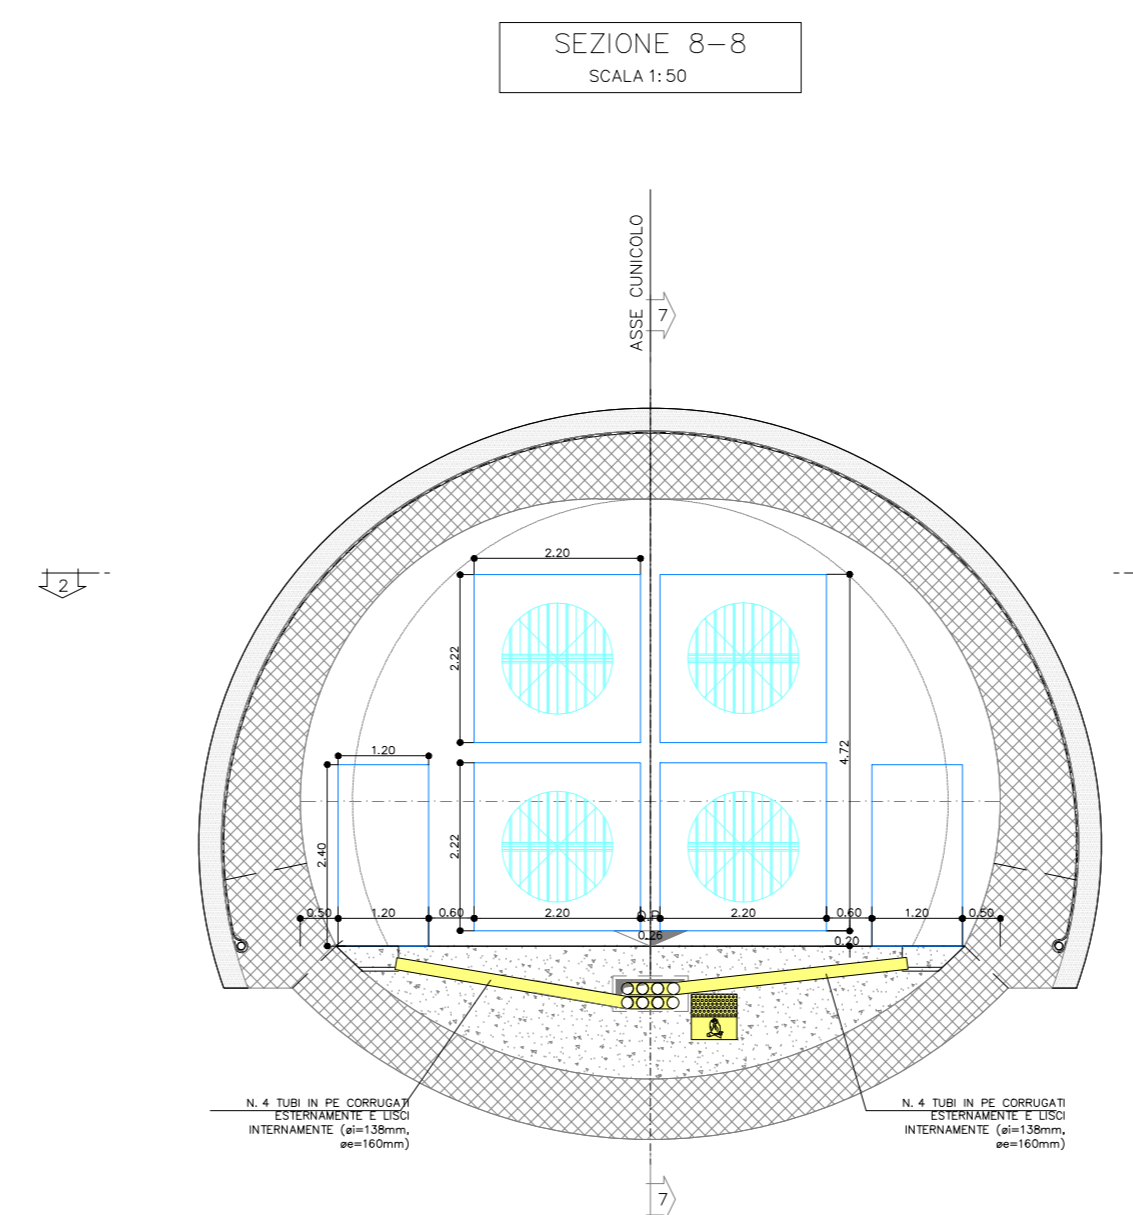 SEZIONE 8-8
SCALA 1:50
ASSE CUNICOLO
7
2
2.20
2.22
4.72
1.20
2.40
2.22
0.50
1.20
0.60
2.20
2.20
0.60
1.20
0.50
0.26
0.20
N. 4 TUBI IN PE CORRUGATI
ESTERNAMENTE E LISCI
INTERNAMENTE (øi=138mm,
øe=160mm)
N. 4 TUBI IN PE CORRUGATI
ESTERNAMENTE E LISCI
INTERNAMENTE (øi=138mm,
øe=160mm)
7